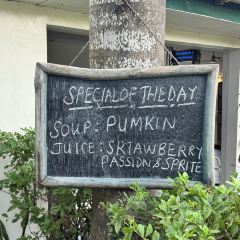 SPECIAL OF THE DAY
SOUP: PUMKIN
JUICE: SRTAWBERRY
PASSION & SPRITE